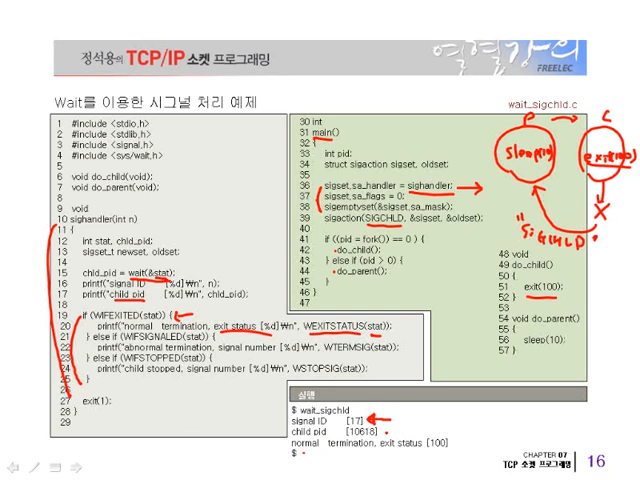 정석용의 TCP/IP 소켓 프로그래밍
열혈강의
FREELEC
Wait를 이용한 시그널 처리 예제
wait_sigchld.c
1 #include <stdio,h>
2 #include <stdlib,h>
3 #include <signal,h>
4 #include <sys/wait,h>
5
6 void do_child(void);
7 void do_parent(void);
8
9 void
10 sighandler(int n)
11 {
12 int stat, chld_pid;
13 sigset_t newset, oldset;
14
15 chld_pid = wait(&stat);
16 printf("signal ID [%d]₩n", n);
17 printf("child pid [%d]₩n", chld_pid);
18
19 if (WIFEXITED(stat)) {
20 printf("normal termination, exit status [%d]₩n", WEXITSTATUS(stat));
21 } else if (WIFSIGNALED(stat)) {
22 printf("abnormal termination, signal number [%d]₩n", WTERMSIG(stat));
23 } else if (WIFSTOPPED(stat)) {
24 printf("child stopped, signal number [%d]₩n", WSTOPSIG(stat));
25 }
26
27 exit(1);
28 }
29
30 int
31 main()
32 {
33 int pid;
34 struct sigaction sigset, oldset;
35
36 sigset,sa_handler = sighandler;
37 sigset,sa_flags = 0;
38 sigemptyset(&sigset,sa_mask);
39 sigaction(SIGCHLD, &sigset, &oldset);
40
41 if ((pid = fork()) == 0 ) {
42 do_child();
43 } else if (pid > 0) {
44 do_parent();
45 }
46 }
47
48 void
49 do_child()
50 {
51 exit(100);
52 }
53
54 void do_parent()
55 {
56 sleep(10);
57 }
P
C
sleep(10)
exit(100)
X
"SIGCHLD
실행
$ wait_sigchld
signal ID [17]
child pid [10618]
normal termination, exit status [100]
$
CHAPTER 07
TCP 소켓 프로그래밍
16